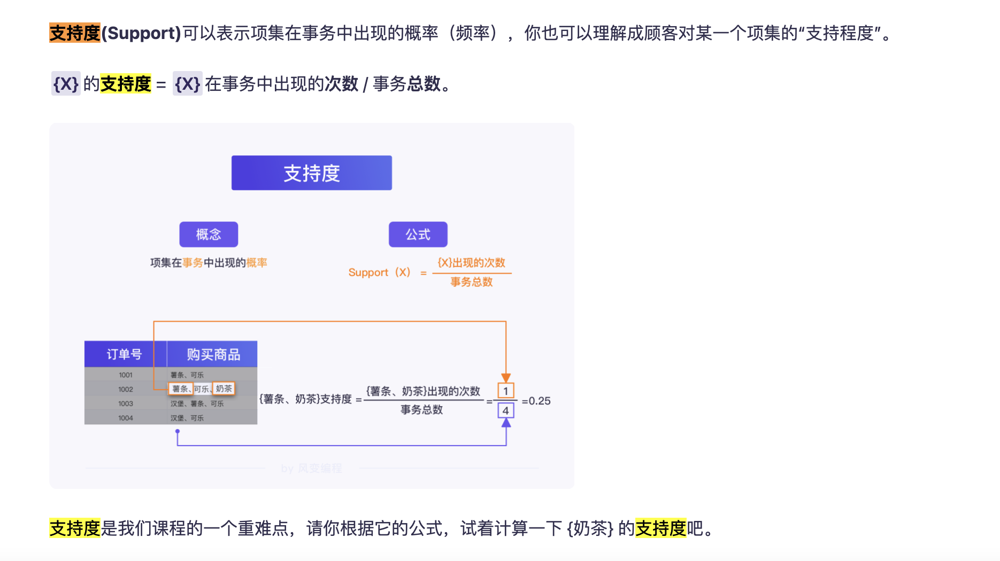 支持度(Support)可以表示项集在事务中出现的概率（频率），你也可以理解成顾客对某一个项集的“支持程度”。
{X} 的支持度 = {X} 在事务中出现的次数 / 事务总数。
支持度
概念
公式
项集在事务中出现的概率
Support（X） =
{X}出现的次数
事务总数
订单号 购买商品
1001 薯条、可乐
1002 薯条、可乐、奶茶
1003 汉堡、薯条、可乐
1004 汉堡、可乐
{薯条、奶茶}支持度 =
{薯条、奶茶}出现的次数
事务总数
=
1
4
=0.25
by 风变编程
支持度是我们课程的一个重难点，请你根据它的公式，试着计算一下 {奶茶} 的支持度吧。